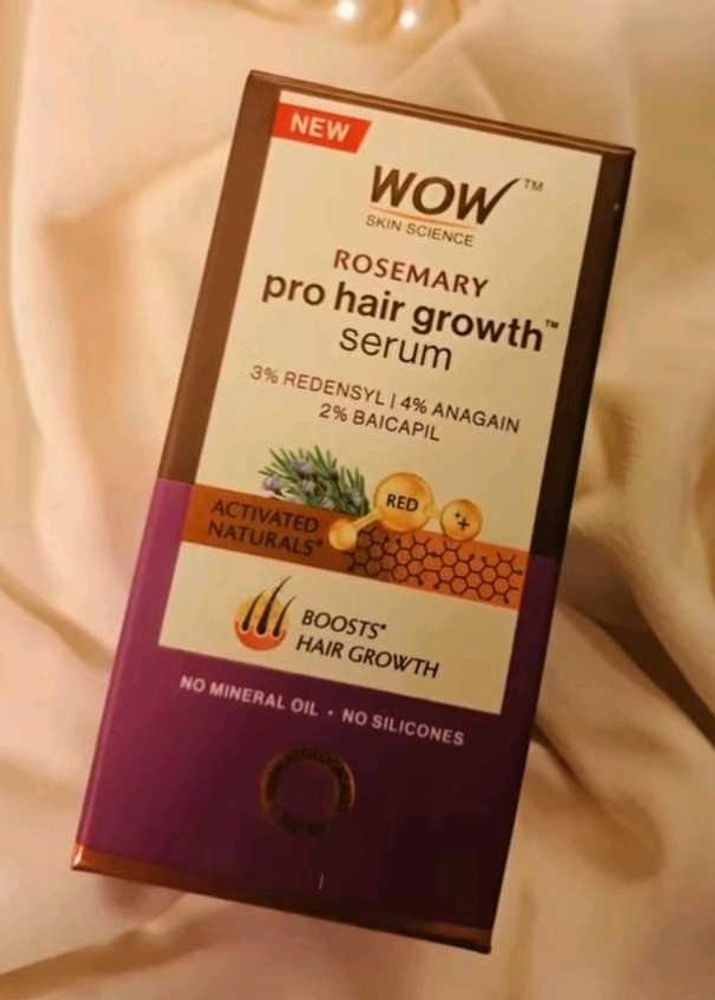 NEW
WOW™
SKIN SCIENCE
ROSEMARY
pro hair growth™
serum
3% REDENSYL | 4% ANAGAIN
2% BAICAPIL
RED
ACTIVATED
NATURALS*
BOOSTS*
HAIR GROWTH
NO MINERAL OIL • NO SILICONES